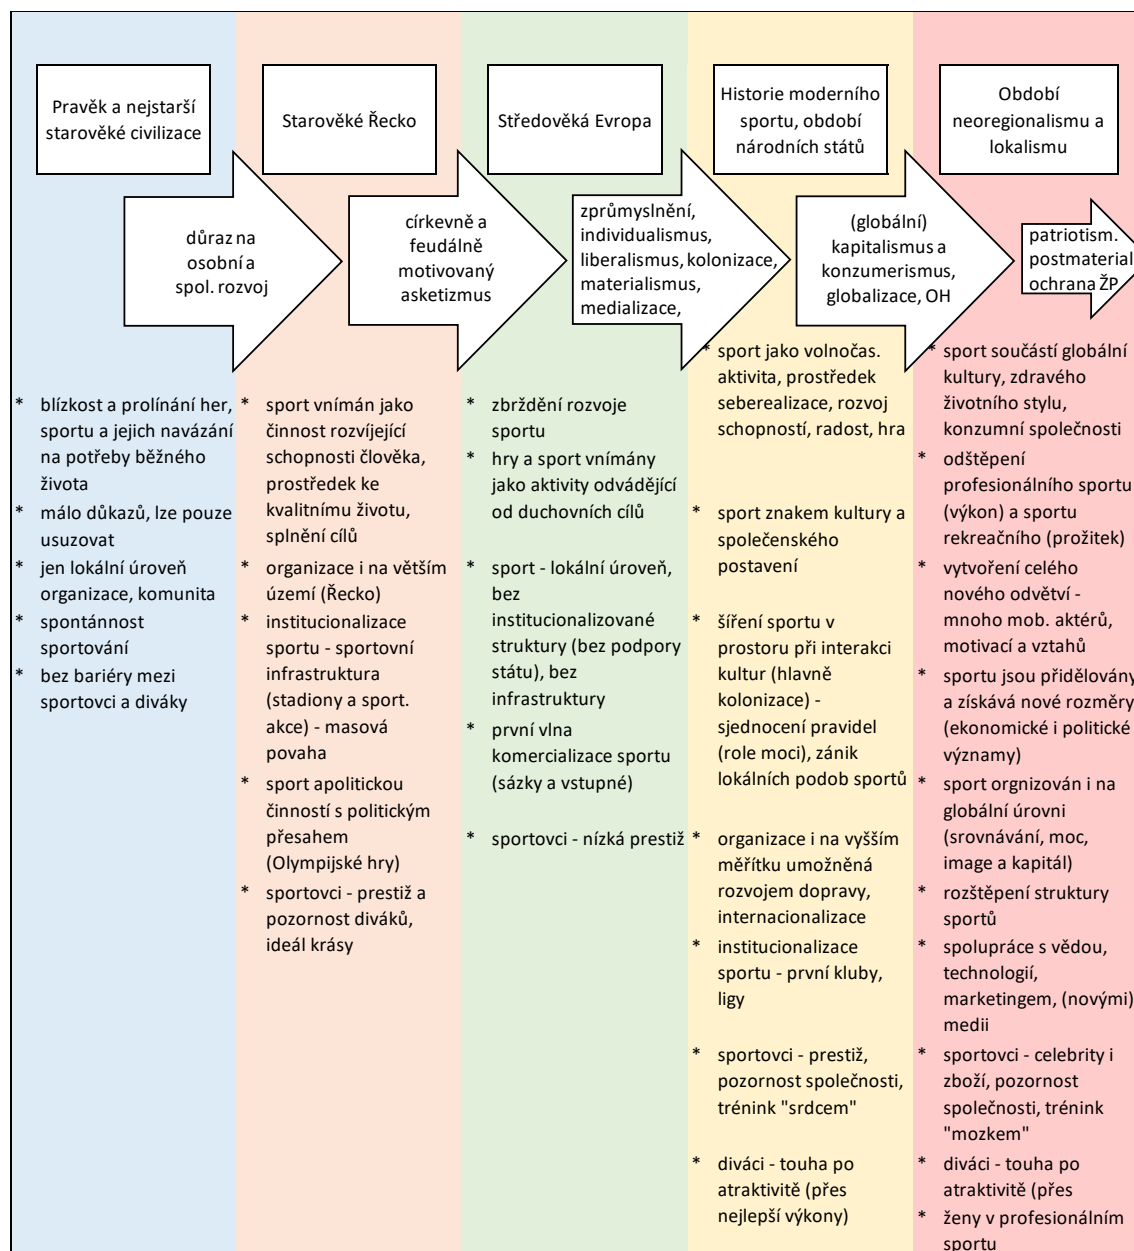 Pravěk a nejstarší
starověké civilizace
Starověké Řecko
Středověká Evropa
Historie moderního
sportu, období
národních států
Období
neoregionalismu a
lokalismu
důraz na
osobní a
spol. rozvoj
církevně a
feudálně
motivovaný
asketizmus
zprůmyslnění,
individualismus,
liberalismus, kolonizace,
materialismus,
medializace,
(globální)
kapitalismus a
konzumerismus,
globalizace, OH
patriotism.
postmaterial
ochrana ŽP
* blízkost a prolínání her,
sportu a jejich navázání
na potřeby běžného
života
* málo důkazů, lze pouze
usuzovat
* jen lokální úroveň
organizace, komunita
* spontánnost
sportování
* bez bariéry mezi
sportovci a diváky
* sport vnímán jako
činnost rozvíjející
schopnosti člověka,
prostředek ke
kvalitnímu životu,
splnění cílů
* organizace i na větším
území (Řecko)
* institucionalizace
sportu - sportovní
infrastruktura
(stadiony a sport.
akce) - masová
povaha
* sport apolitickou
činností s politickým
přesahem
(Olympijské hry)
* sportovci - prestiž a
pozornost diváků,
ideál krásy
* zbrždění rozvoje
sportu
* hry a sport vnímány
jako aktivity odvádějící
od duchovních cílů
* sport - lokální úroveň,
bez
institucionalizované
struktury (bez podpory
státu), bez
infrastruktury
* první vlna
komercializace sportu
(sázky a vstupné)
* sportovci - nízká prestiž
* sport jako volnočas.
aktivita, prostředek
seberealizace, rozvoj
schopností, radost, hra
* sport znakem kultury a
společenského
postavení
* šíření sportu v
prostoru při interakci
kultur (hlavně
kolonizace) -
sjednocení pravidel
(role moci), zánik
lokálních podob sportů
* organizace i na vyšším
měřítku umožněná
rozvojem dopravy,
internacionalizace
* institucionalizace
sportu - první kluby,
ligy
* sportovci - prestiž,
pozornost společnosti,
trénink "srdcem"
* diváci - touha po
atraktivitě (přes
nejlepší výkony)
* sport součástí globální
kultury, zdravého
životního stylu,
konzumní společnosti
* odštěpení
profesionálního sportu
(výkon) a sportu
rekreačního (prožitek)
* vytvoření celého
nového odvětví -
mnoho mob. aktérů,
motivací a vztahů
* sportu jsou přidělovány
a získává nové rozměry
(ekonomické i politické
významy)
* sport orgnizován i na
globální úrovni
(srovnávání, moc,
image a kapitál)
* rozštěpení struktury
sportů
* spolupráce s vědou,
technologií,
marketingem, (novými)
medii
* sportovci - celebrity i
zboží, pozornost
společnosti, trénink
"mozkem"
* diváci - touha po
atraktivitě (přes
* ženy v profesionálním
sportu